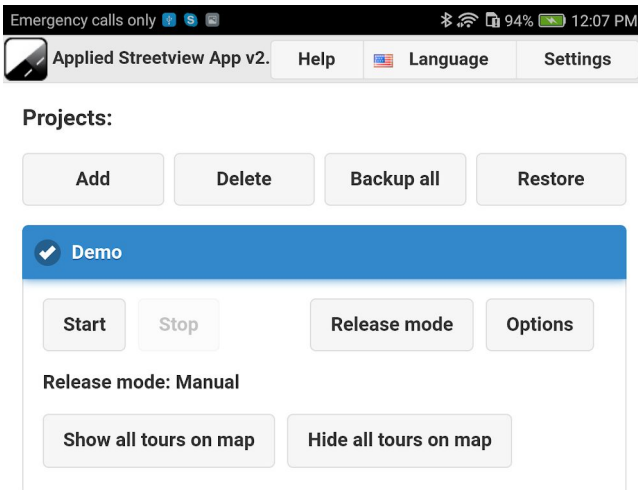 Emergency calls only 94% 12:07 PM
Applied Streetview App v2. Help Language Settings
Projects:
Add Delete Backup all Restore
Demo
Start Stop Release mode Options
Release mode: Manual
Show all tours on map Hide all tours on map